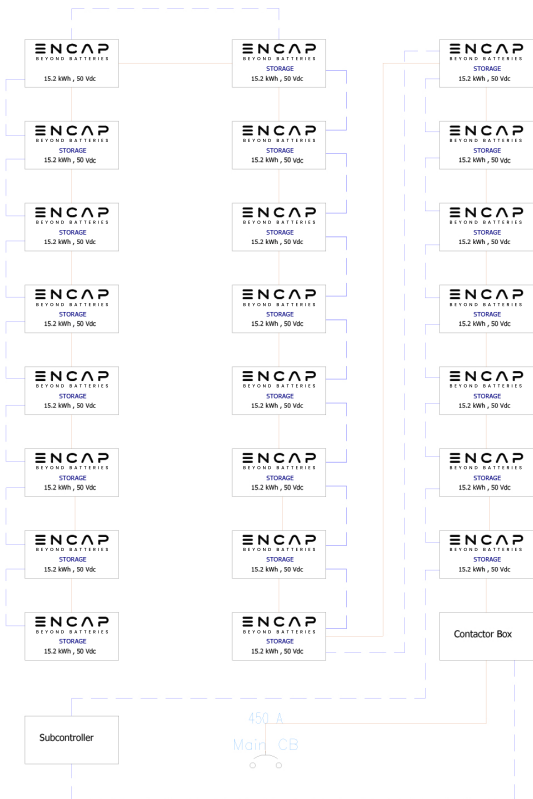 ENCAP
BEYOND BATTERIES
STORAGE
15.2 kWh , 50 Vdc
ENCAP
BEYOND BATTERIES
STORAGE
15.2 kWh , 50 Vdc
ENCAP
BEYOND BATTERIES
STORAGE
15.2 kWh , 50 Vdc
ENCAP
BEYOND BATTERIES
STORAGE
15.2 kWh , 50 Vdc
ENCAP
BEYOND BATTERIES
STORAGE
15.2 kWh , 50 Vdc
ENCAP
BEYOND BATTERIES
STORAGE
15.2 kWh , 50 Vdc
ENCAP
BEYOND BATTERIES
STORAGE
15.2 kWh , 50 Vdc
ENCAP
BEYOND BATTERIES
STORAGE
15.2 kWh , 50 Vdc
Subcontroller
ENCAP
BEYOND BATTERIES
STORAGE
15.2 kWh , 50 Vdc
ENCAP
BEYOND BATTERIES
STORAGE
15.2 kWh , 50 Vdc
ENCAP
BEYOND BATTERIES
STORAGE
15.2 kWh , 50 Vdc
ENCAP
BEYOND BATTERIES
STORAGE
15.2 kWh , 50 Vdc
ENCAP
BEYOND BATTERIES
STORAGE
15.2 kWh , 50 Vdc
ENCAP
BEYOND BATTERIES
STORAGE
15.2 kWh , 50 Vdc
ENCAP
BEYOND BATTERIES
STORAGE
15.2 kWh , 50 Vdc
ENCAP
BEYOND BATTERIES
STORAGE
15.2 kWh , 50 Vdc
450 A
Main CB
ENCAP
BEYOND BATTERIES
STORAGE
15.2 kWh , 50 Vdc
ENCAP
BEYOND BATTERIES
STORAGE
15.2 kWh , 50 Vdc
ENCAP
BEYOND BATTERIES
STORAGE
15.2 kWh , 50 Vdc
ENCAP
BEYOND BATTERIES
STORAGE
15.2 kWh , 50 Vdc
ENCAP
BEYOND BATTERIES
STORAGE
15.2 kWh , 50 Vdc
ENCAP
BEYOND BATTERIES
STORAGE
15.2 kWh , 50 Vdc
ENCAP
BEYOND BATTERIES
STORAGE
15.2 kWh , 50 Vdc
Contactor Box